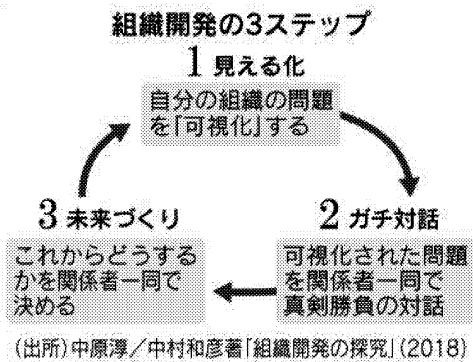 組織開発の3ステップ
1 見える化
自分の組織の問題
を「可視化」する
2 ガチ対話
可視化された問題
を関係者一同で
真剣勝負の対話
3 未来づくり
これからどうする
かを関係者一同で
決める
(出所)中原淳／中村和彦著「組織開発の探究」(2018)